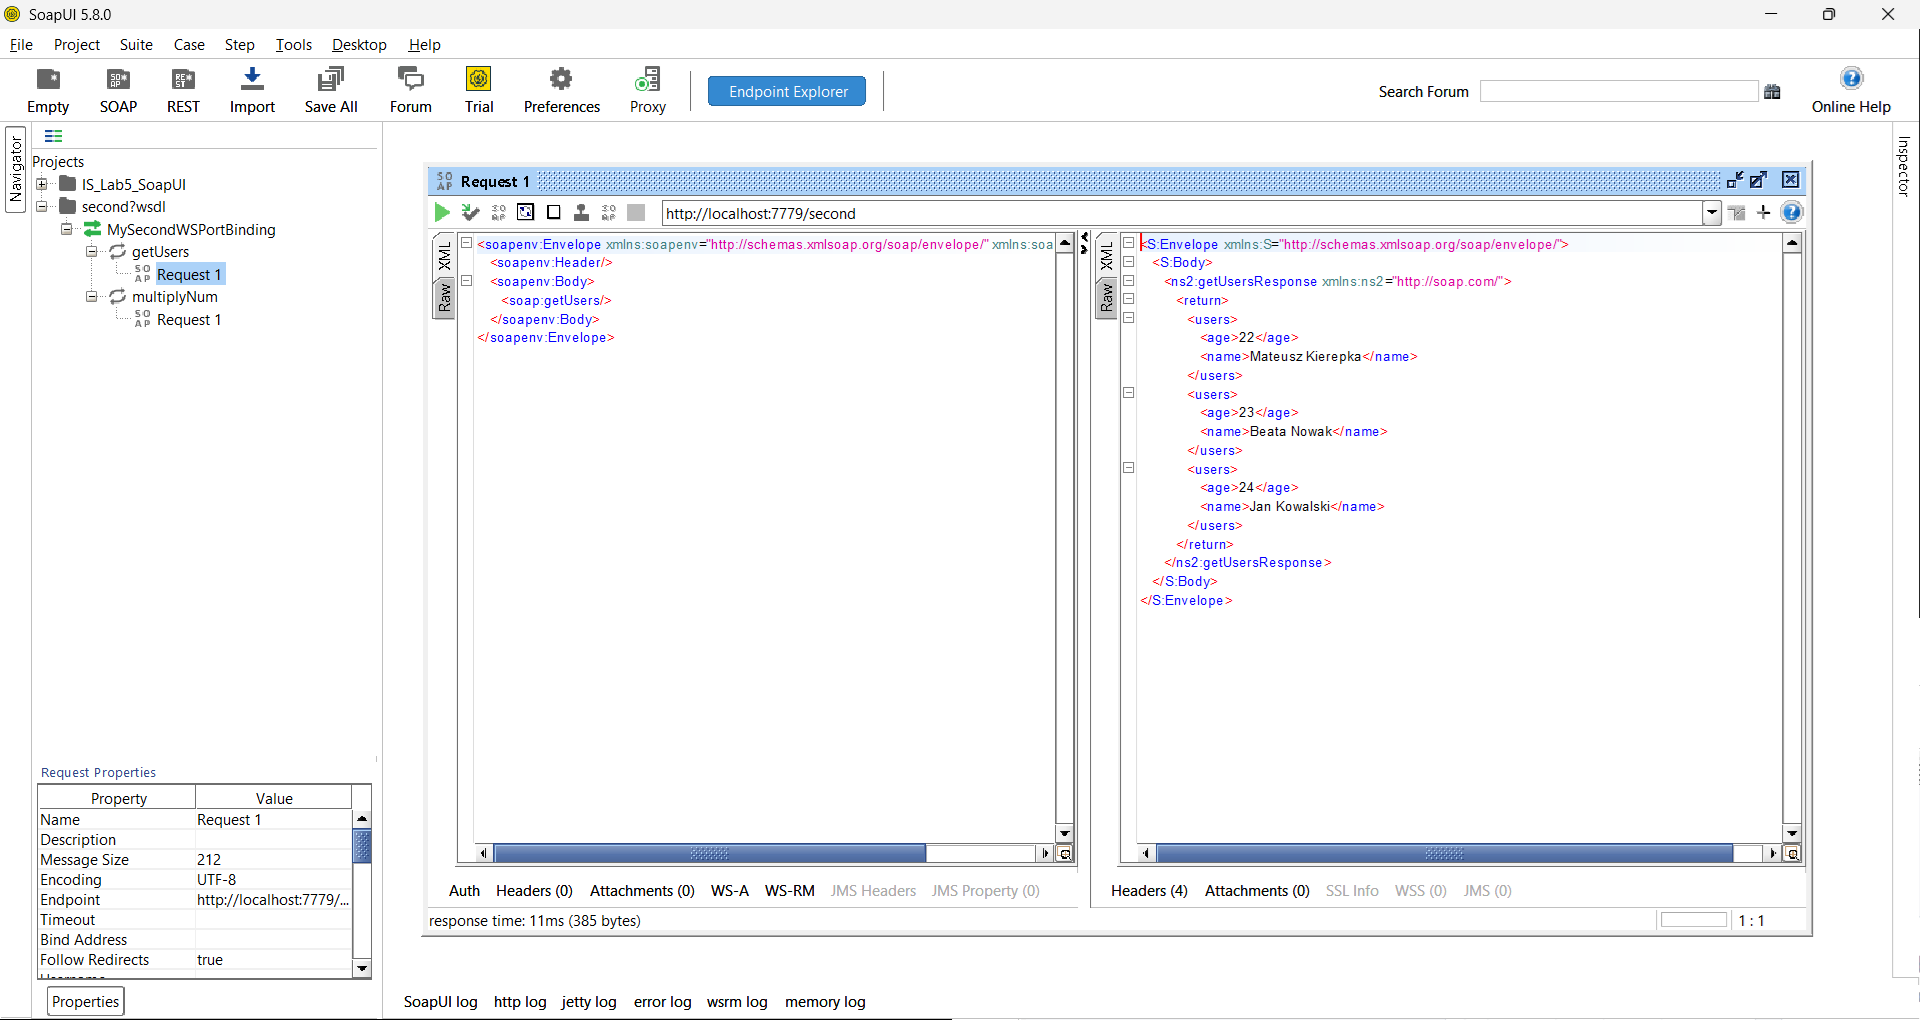 SoapUI 5.8.0
File Project Suite Case Step Tools Desktop Help
Empty SOAP REST Import Save All Forum Trial Preferences Proxy
Endpoint Explorer
Search Forum
Online Help
Navigator
Projects
IS_Lab5_SoapUI
second?wsdl
MySecondWSPortBinding
getUsers
SOAP Request 1
multiplyNum
SOAP Request 1
Request Properties
Property Value
Name Request 1
Description
Message Size 212
Encoding UTF-8
Endpoint http://localhost:7779/...
Timeout
Bind Address
Follow Redirects true
Properties
SOAP Request 1
http://localhost:7779/second
XML
Raw
<soapenv:Envelope xmlns:soapenv="http://schemas.xmlsoap.org/soap/envelope/" xmlns:soa
<soapenv:Header/>
<soapenv:Body>
<soap:getUsers/>
</soapenv:Body>
</soapenv:Envelope>
Auth Headers (0) Attachments (0) WS-A WS-RM JMS Headers JMS Property (0)
XML
Raw
<S:Envelope xmlns:S="http://schemas.xmlsoap.org/soap/envelope/">
<S:Body>
<ns2:getUsersResponse xmlns:ns2="http://soap.com/">
<return>
<users>
<age>22</age>
<name>Mateusz Kierepka</name>
</users>
<users>
<age>23</age>
<name>Beata Nowak</name>
</users>
<users>
<age>24</age>
<name>Jan Kowalski</name>
</users>
</return>
</ns2:getUsersResponse>
</S:Body>
</S:Envelope>
Headers (4) Attachments (0) SSL Info WSS (0) JMS (0)
response time: 11ms (385 bytes)
1 : 1
SoapUI log http log jetty log error log wsrm log memory log
Inspector